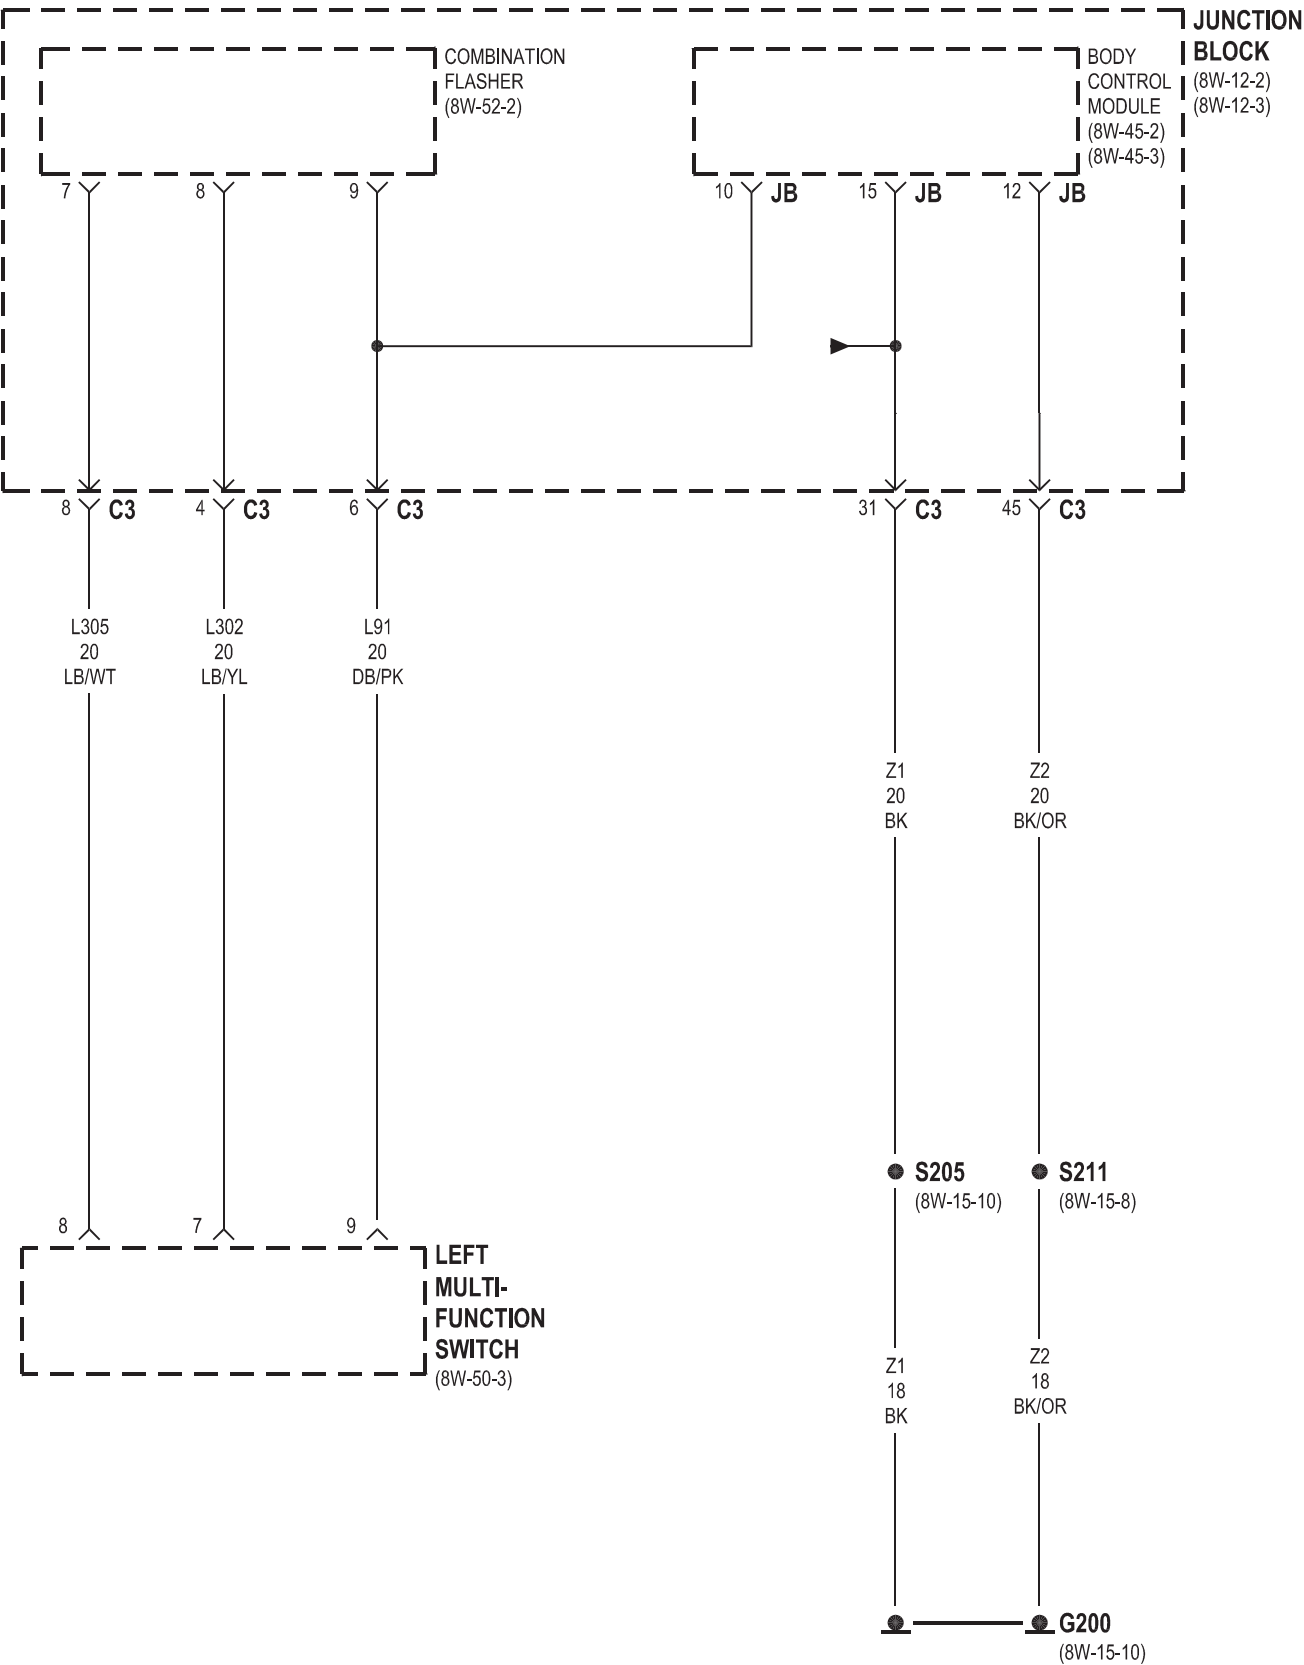 JUNCTION
BLOCK
(8W-12-2)
(8W-12-3)
COMBINATION
FLASHER
(8W-52-2)
BODY
CONTROL
MODULE
(8W-45-2)
(8W-45-3)
7
8
9
10 JB
15 JB
12 JB
8 C3
4 C3
6 C3
31 C3
45 C3
L305
20
LB/WT
L302
20
LB/YL
L91
20
DB/PK
Z1
20
BK
Z2
20
BK/OR
S205
(8W-15-10)
S211
(8W-15-8)
8
7
9
LEFT
MULTI-
FUNCTION
SWITCH
(8W-50-3)
Z1
18
BK
Z2
18
BK/OR
G200
(8W-15-10)